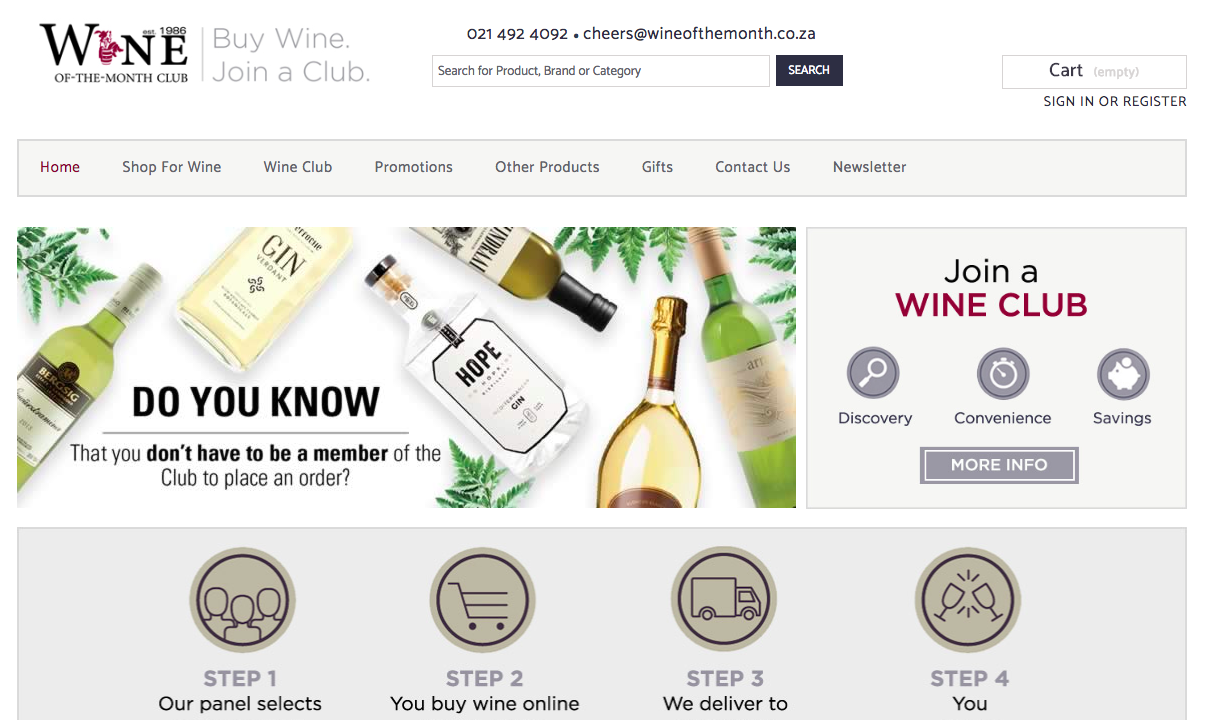 WINE
est. 1986
OF-THE-MONTH CLUB
Buy Wine.
Join a Club.
021 492 4092 • cheers@wineofthemonth.co.za
Search for Product, Brand or Category
SEARCH
Cart (empty)
SIGN IN OR REGISTER
Home
Shop For Wine
Wine Club
Promotions
Other Products
Gifts
Contact Us
Newsletter
GIN
VERDANT
BERGSIG
HOPE
GIN
DO YOU KNOW
That you don't have to be a member of the
Club to place an order?
Join a
WINE CLUB
Discovery
Convenience
Savings
MORE INFO
STEP 1
Our panel selects
STEP 2
You buy wine online
STEP 3
We deliver to
STEP 4
You